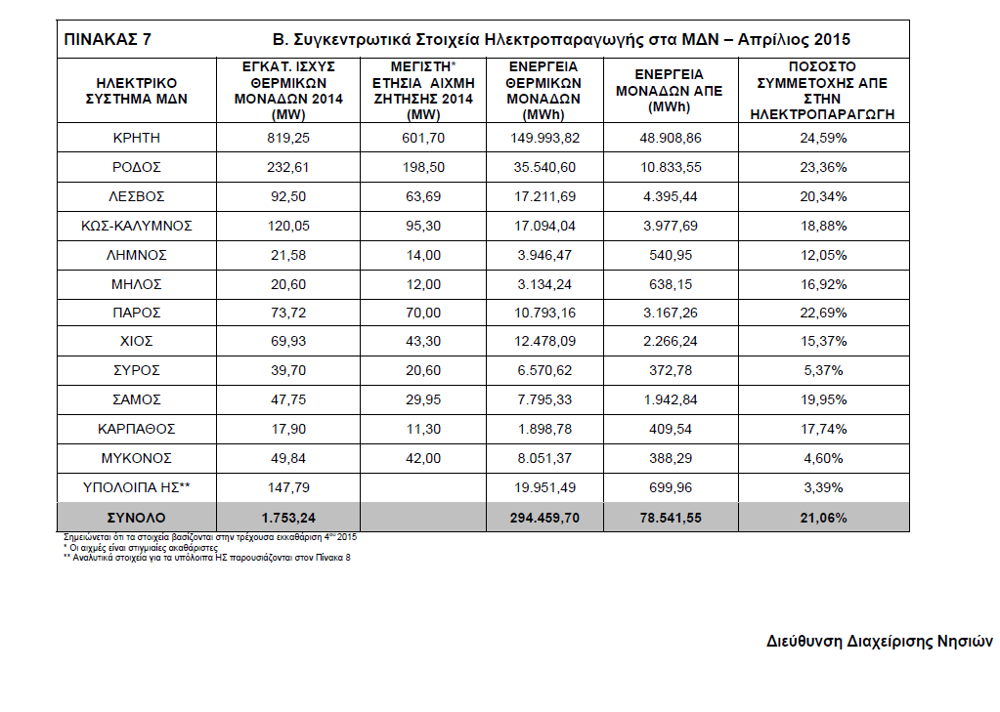 ΠΙΝΑΚΑΣ 7 Β. Συγκεντρωτικά Στοιχεία Ηλεκτροπαραγωγής στα ΜΔΝ – Απρίλιος 2015
ΗΛΕΚΤΡΙΚΟ ΣΥΣΤΗΜΑ ΜΔΝ ΕΓΚΑΤ. ΙΣΧΥΣ ΘΕΡΜΙΚΩΝ ΜΟΝΑΔΩΝ 2014 (MW) ΜΕΓΙΣΤΗ* ΕΤΗΣΙΑ ΑΙΧΜΗ ΖΗΤΗΣΗΣ 2014 (MW) ΕΝΕΡΓΕΙΑ ΘΕΡΜΙΚΩΝ ΜΟΝΑΔΩΝ (MWh) ΕΝΕΡΓΕΙΑ ΜΟΝΑΔΩΝ ΑΠΕ (MWh) ΠΟΣΟΣΤΟ ΣΥΜΜΕΤΟΧΗΣ ΑΠΕ ΣΤΗΝ ΗΛΕΚΤΡΟΠΑΡΑΓΩΓΗ
ΚΡΗΤΗ 819,25 601,70 149.993,82 48.908,86 24,59%
ΡΟΔΟΣ 232,61 198,50 35.540,60 10.833,55 23,36%
ΛΕΣΒΟΣ 92,50 63,69 17.211,69 4.395,44 20,34%
ΚΩΣ-ΚΑΛΥΜΝΟΣ 120,05 95,30 17.094,04 3.977,69 18,88%
ΛΗΜΝΟΣ 21,58 14,00 3.946,47 540,95 12,05%
ΜΗΛΟΣ 20,60 12,00 3.134,24 638,15 16,92%
ΠΑΡΟΣ 73,72 70,00 10.793,16 3.167,26 22,69%
ΧΙΟΣ 69,93 43,30 12.478,09 2.266,24 15,37%
ΣΥΡΟΣ 39,70 20,60 6.570,62 372,78 5,37%
ΣΑΜΟΣ 47,75 29,95 7.795,33 1.942,84 19,95%
ΚΑΡΠΑΘΟΣ 17,90 11,30 1.898,78 409,54 17,74%
ΜΥΚΟΝΟΣ 49,84 42,00 8.051,37 388,29 4,60%
ΥΠΟΛΟΙΠΑ ΗΣ** 147,79 19.951,49 699,96 3,39%
ΣΥΝΟΛΟ 1.753,24 294.459,70 78.541,55 21,06%
Σημειώνεται ότι τα στοιχεία βασίζονται στην τρέχουσα εκκαθάριση 4ου 2015
* Οι αιχμές είναι στιγμιαίες ακαθάριστες
** Αναλυτικά στοιχεία για τα υπόλοιπα ΗΣ παρουσιάζονται στον Πίνακα 8
Διεύθυνση Διαχείρισης Νησιών